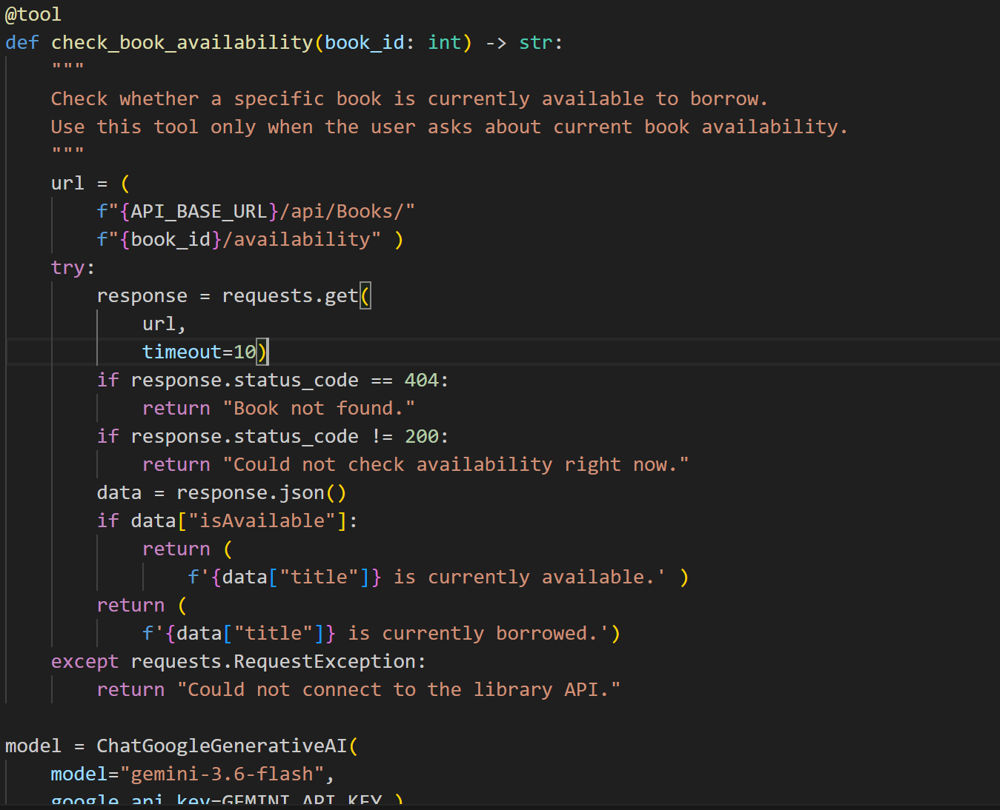 @tool
def check_book_availability(book_id: int) -> str:
    """
    Check whether a specific book is currently available to borrow.
    Use this tool only when the user asks about current book availability.
    """
    url = (
        f"{API_BASE_URL}/api/Books/"
        f"{book_id}/availability" )
    try:
        response = requests.get(
            url,
            timeout=10)
        if response.status_code == 404:
            return "Book not found."
        if response.status_code != 200:
            return "Could not check availability right now."
        data = response.json()
        if data["isAvailable"]:
            return (
                f'{data["title"]} is currently available.' )
        return (
            f'{data["title"]} is currently borrowed.')
    except requests.RequestException:
        return "Could not connect to the library API."

model = ChatGoogleGenerativeAI(
    model="gemini-3.6-flash",
    google_api_key=GEMINI_API_KEY )